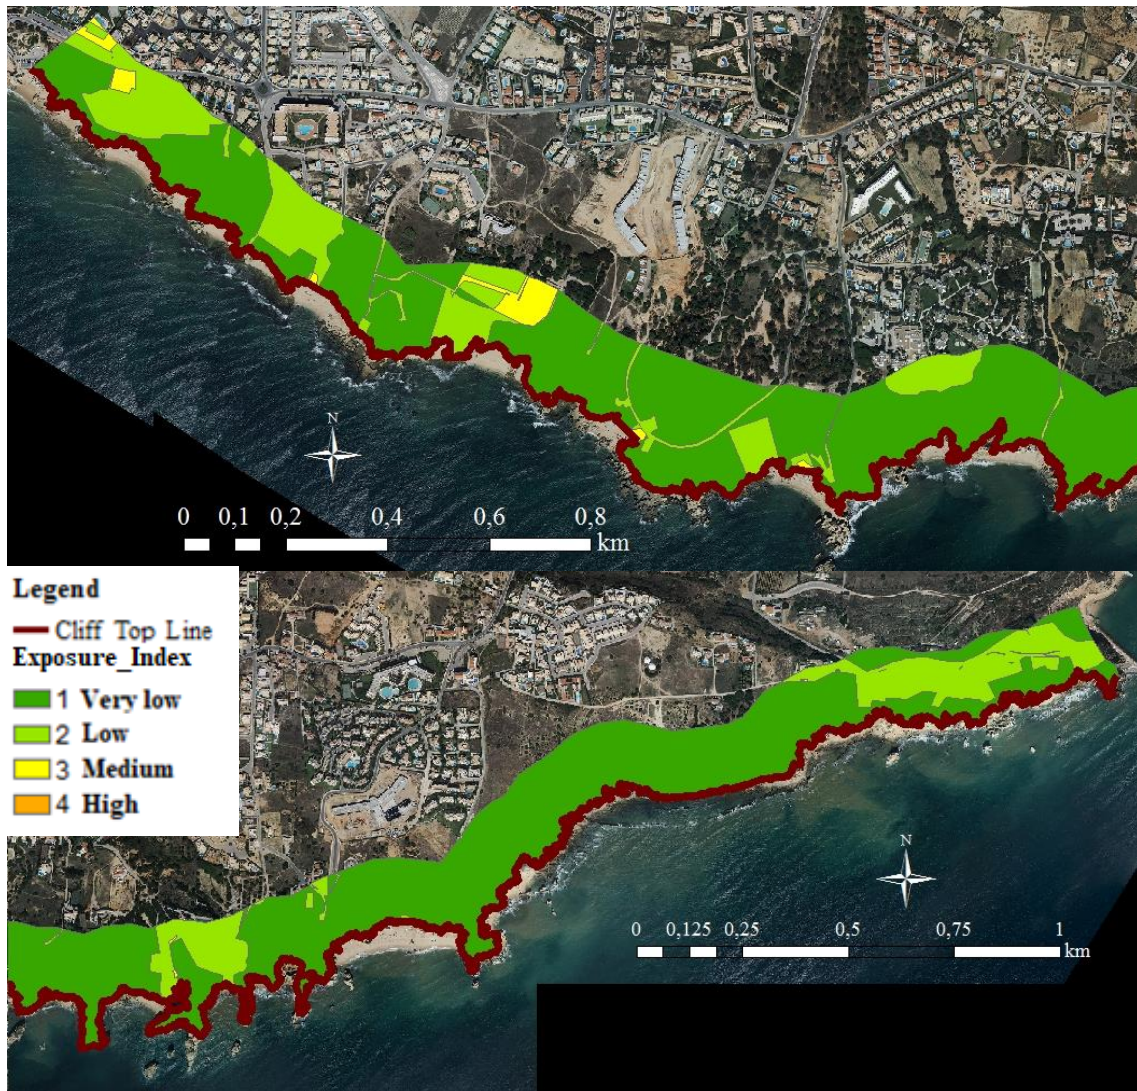 N
0 0,1 0,2 0,4 0,6 0,8
km
Legend
Cliff Top Line
Exposure_Index
1 Very low
2 Low
3 Medium
4 High
N
0 0,125 0,25 0,5 0,75 1
km